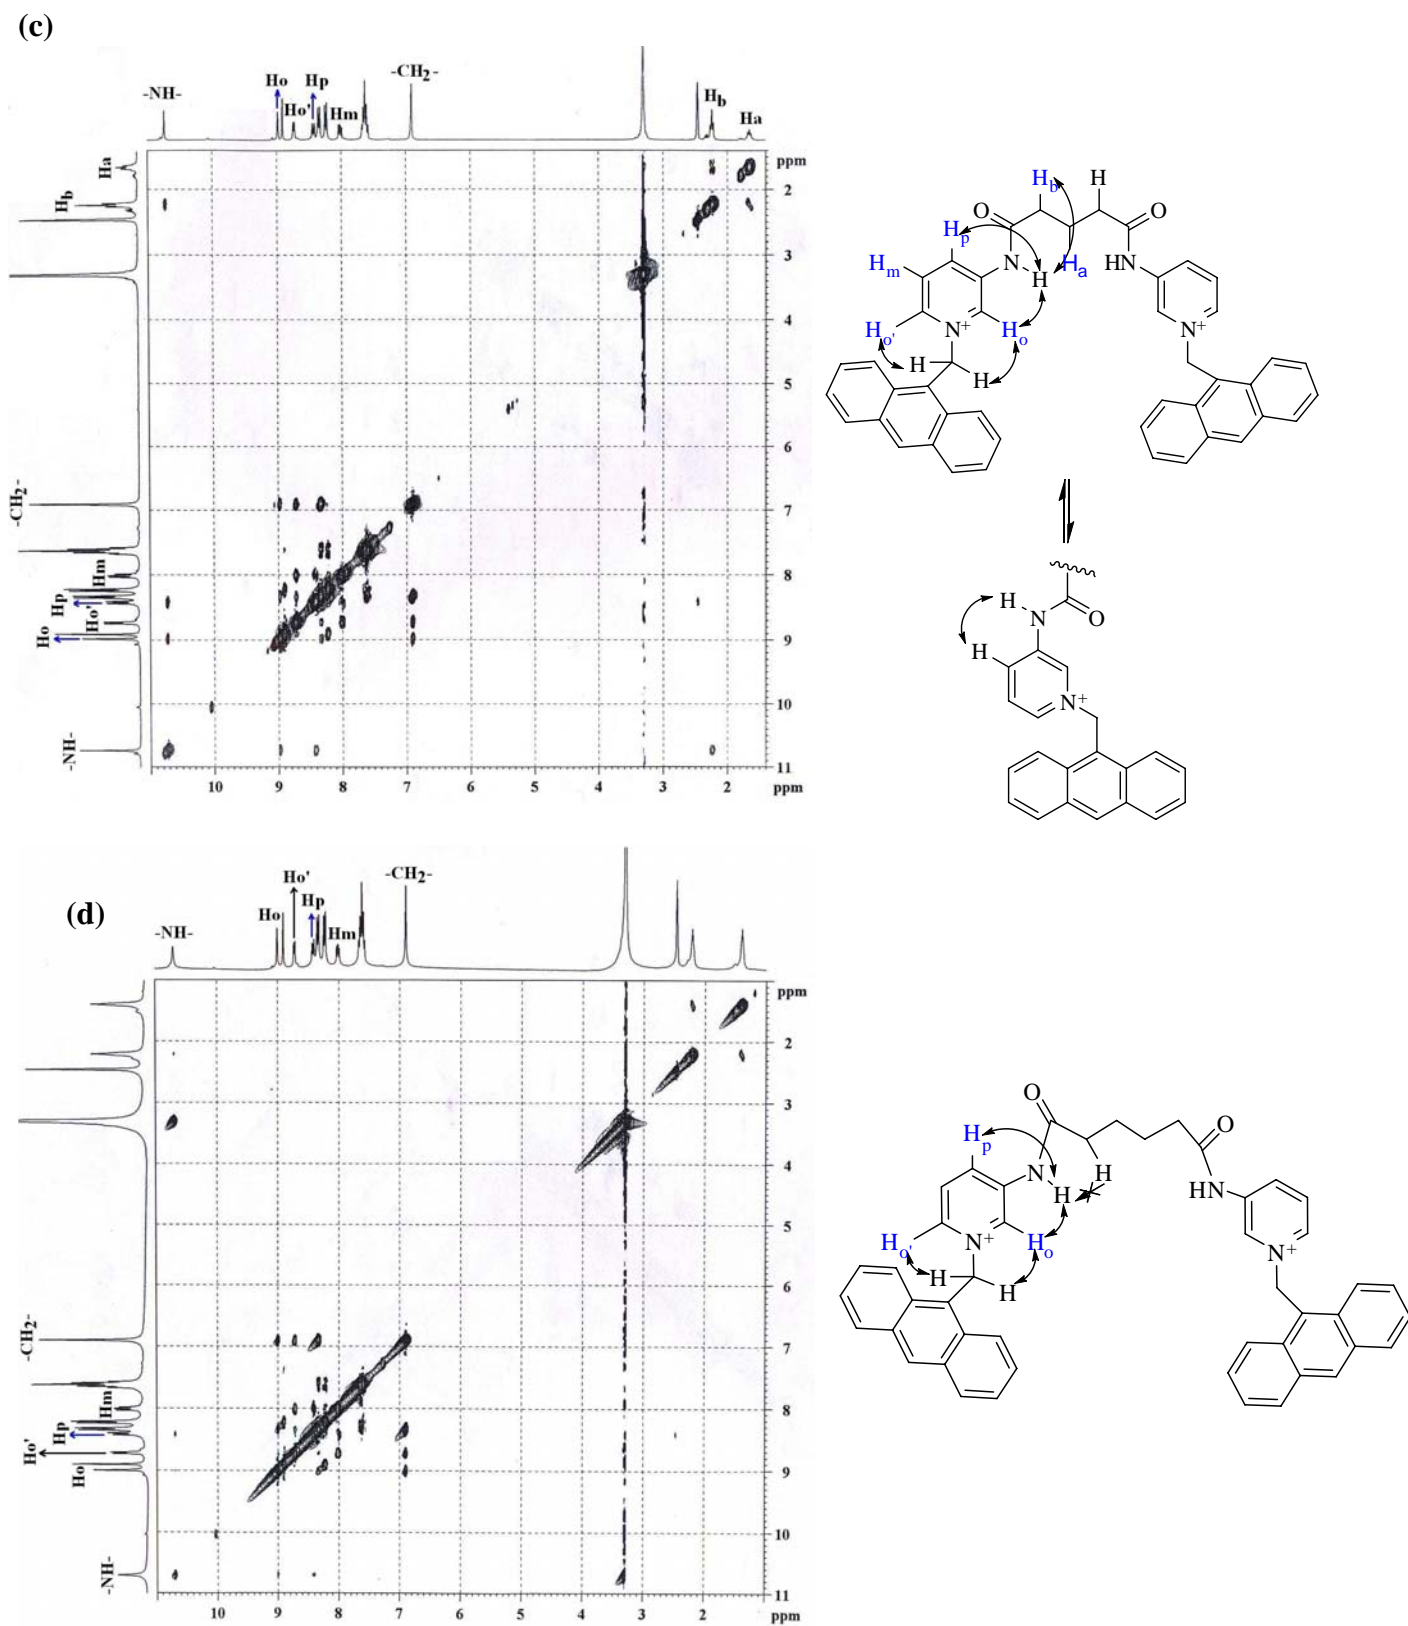 (c)
-NH-
Ho
Ho'
Hp
Hm
-CH2-
Hb
Ha
Ha
Hb
-CH2-
Hm
Hp
Ho'
Ho
-NH-
ppm
2
3
4
5
6
7
8
9
10
11
10 9 8 7 6 5 4 3 2 ppm
Hb H
O O
Hp
Hm N H Ha HN
Ho' N+ Ho N+
H H
H N O
H
N+
(d)
-NH-
Ho
Ho'
Hp
Hm
-CH2-
-CH2-
Hm
Hp
Ho'
Ho
-NH-
ppm
2
3
4
5
6
7
8
9
10
11
10 9 8 7 6 5 4 3 2 ppm
O O
Hp
N H H HN
Ho' N+ Ho N+
H H